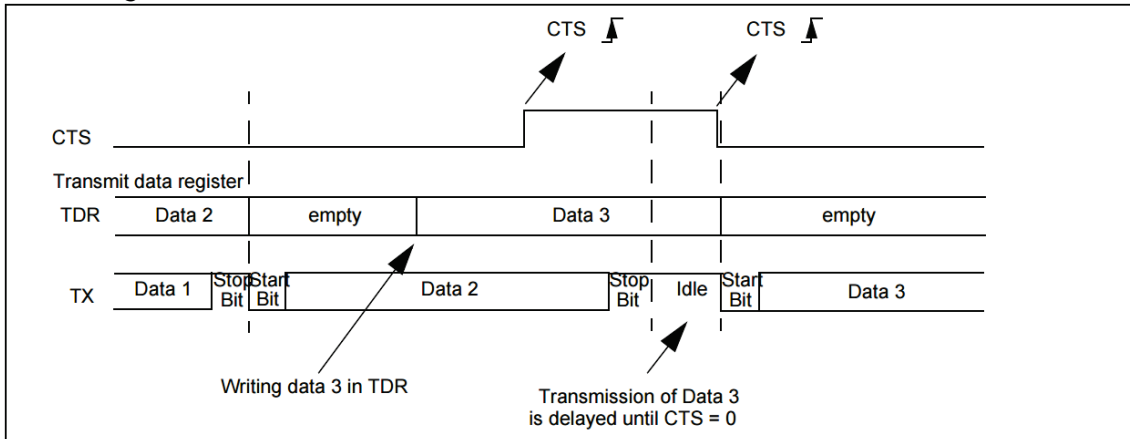 CTS CTS
CTS
Transmit data register
TDR Data 2 empty Data 3 empty
TX Data 1 Stop Bit Start Bit Data 2 Stop Bit Idle Start Bit Data 3
Writing data 3 in TDR
Transmission of Data 3
is delayed until CTS = 0